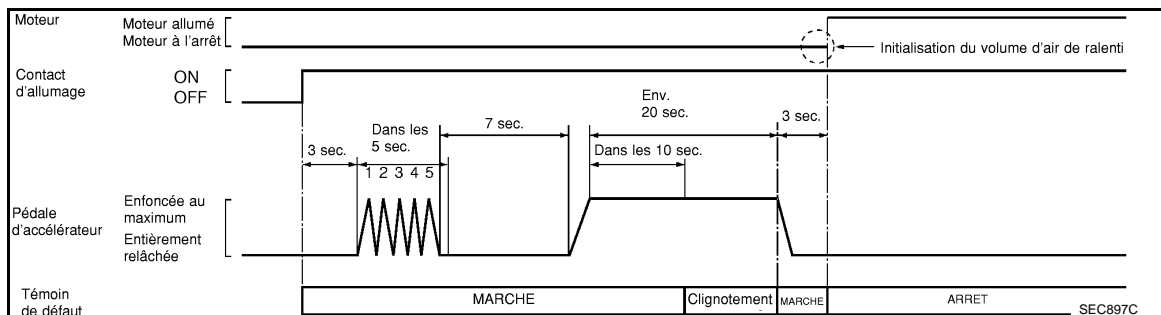 Moteur
Moteur allumé
Moteur à l'arrêt
Initialisation du volume d'air de ralenti
Contact
d'allumage
ON
OFF
Env.
20 sec.
3 sec.
7 sec.
Dans les
5 sec.
3 sec.
Dans les 10 sec.
1 2 3 4 5
Pédale
d'accélérateur
Enfoncée au
maximum
Entièrement
relâchée
Témoin
de défaut
MARCHE
Clignotement
MARCHE
ARRET
SEC897C